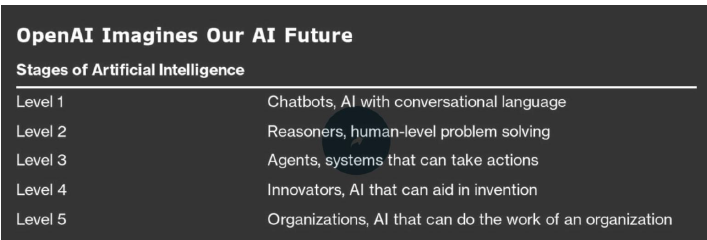 OpenAI Imagines Our AI Future
Stages of Artificial Intelligence
Level 1 Chatbots, AI with conversational language
Level 2 Reasoners, human-level problem solving
Level 3 Agents, systems that can take actions
Level 4 Innovators, AI that can aid in invention
Level 5 Organizations, AI that can do the work of an organization